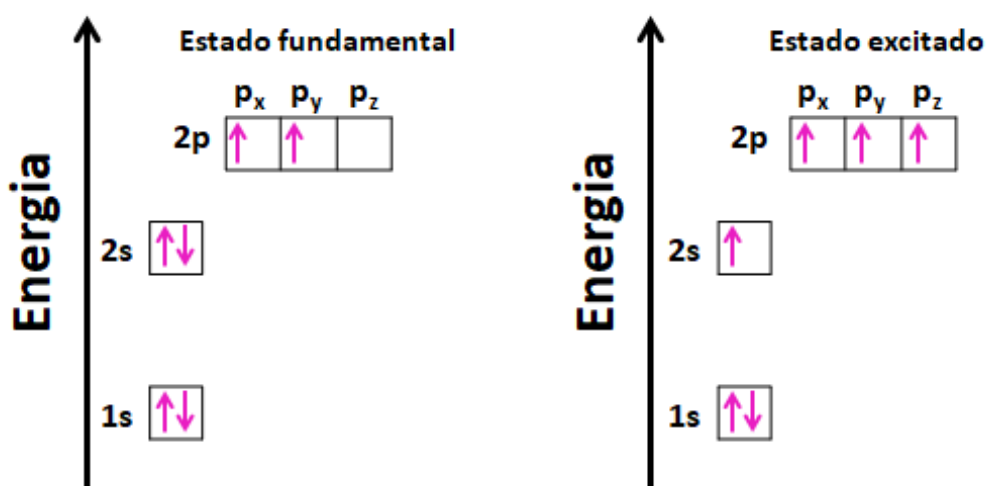 Estado fundamental
px py pz
2p
Energia
2s
1s
Estado excitado
px py pz
2p
Energia
2s
1s